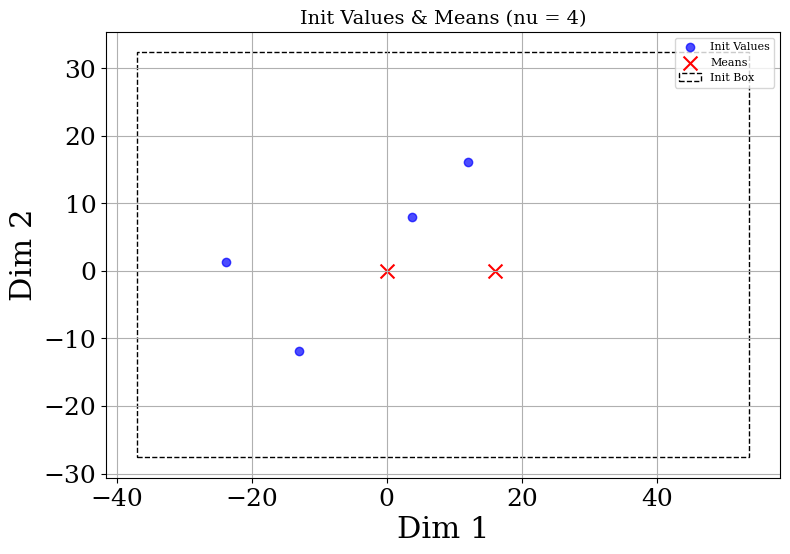 Init Values & Means (nu = 4)
Init Values
Means
Init Box
30
20
10
0
−10
−20
−30
Dim 2
−40
−20
0
20
40
Dim 1